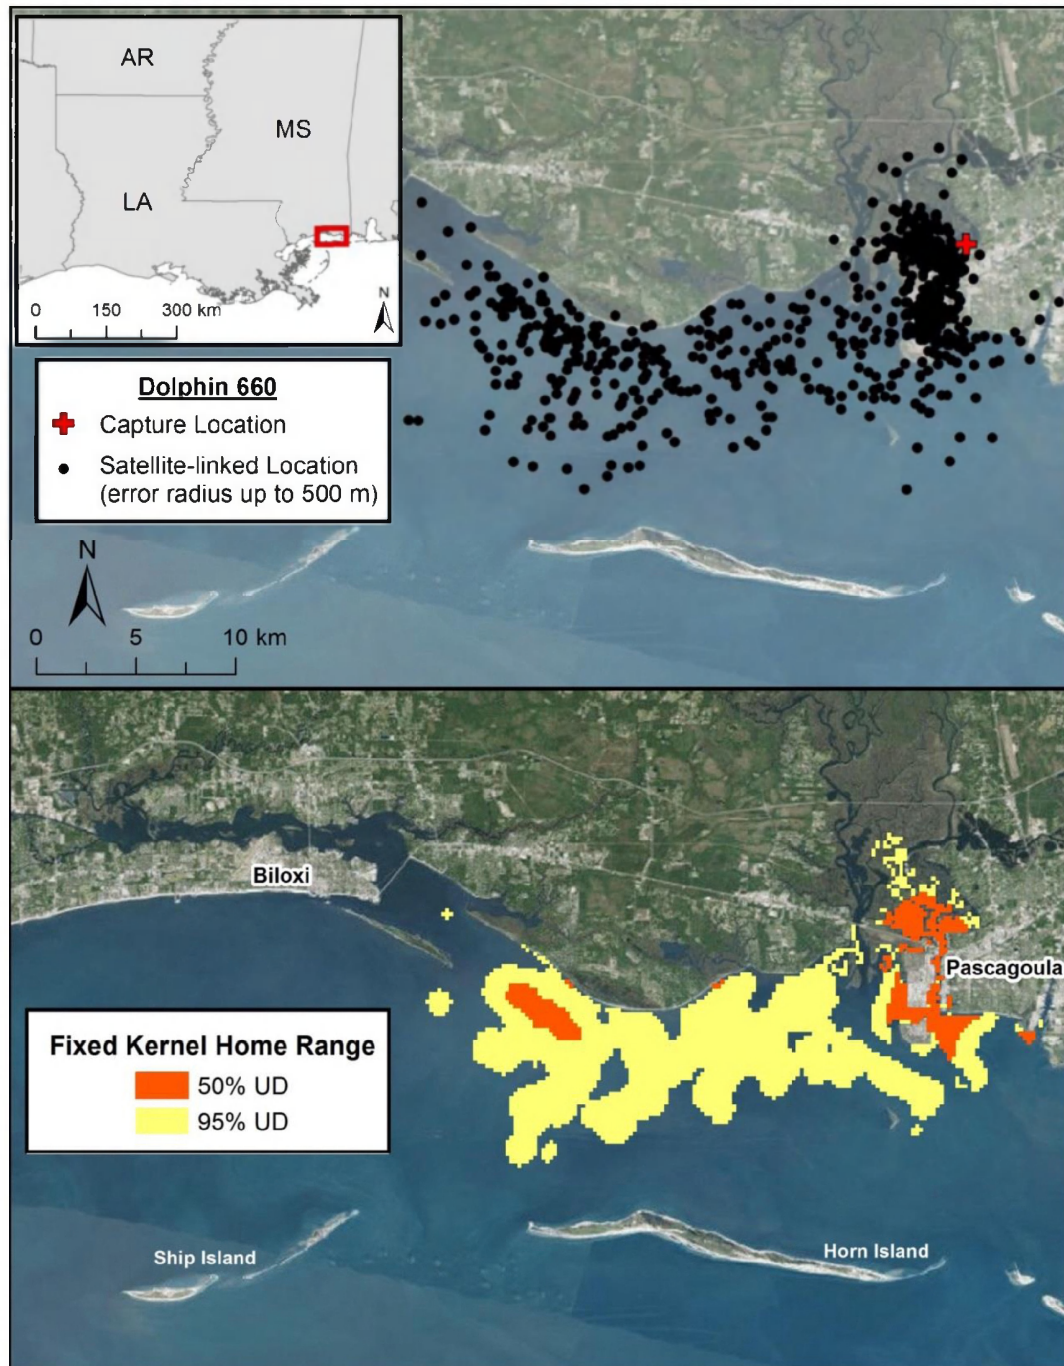 AR
MS
LA
0 150 300 km
N
Dolphin 660
Capture Location
Satellite-linked Location
(error radius up to 500 m)
N
0 5 10 km
Biloxi
Pascagoula
Fixed Kernel Home Range
50% UD
95% UD
Ship Island
Horn Island